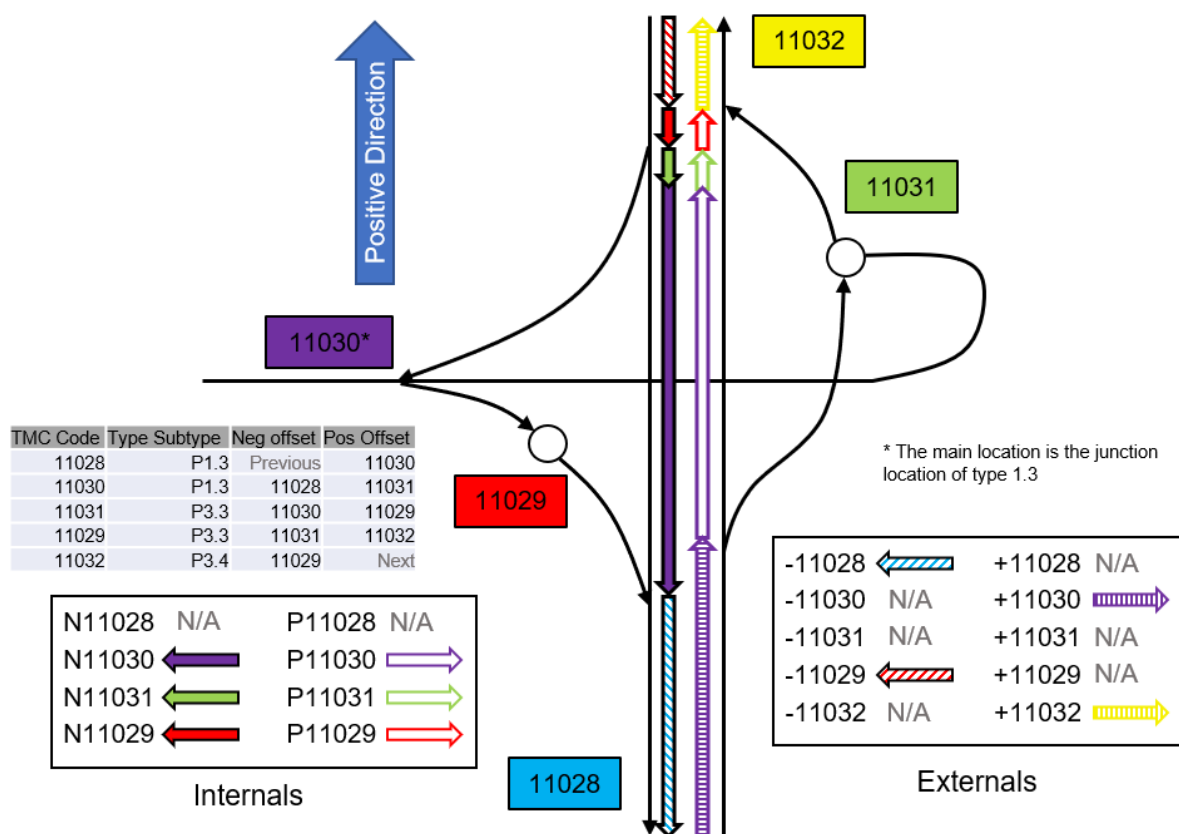 11032
Positive Direction
11031
11030*
TMC Code Type Subtype Neg offset Pos Offset
11028 P1.3 Previous 11030
11030 P1.3 11028 11031
11031 P3.3 11030 11029
11029 P3.3 11031 11032
11032 P3.4 11029 Next
11029
* The main location is the junction
location of type 1.3
N11028 N/A P11028 N/A
N11030 P11030
N11031 P11031
N11029 P11029
Internals
11028
-11028 +11028 N/A
-11030 N/A +11030
-11031 N/A +11031 N/A
-11029 +11029 N/A
-11032 N/A +11032
Externals